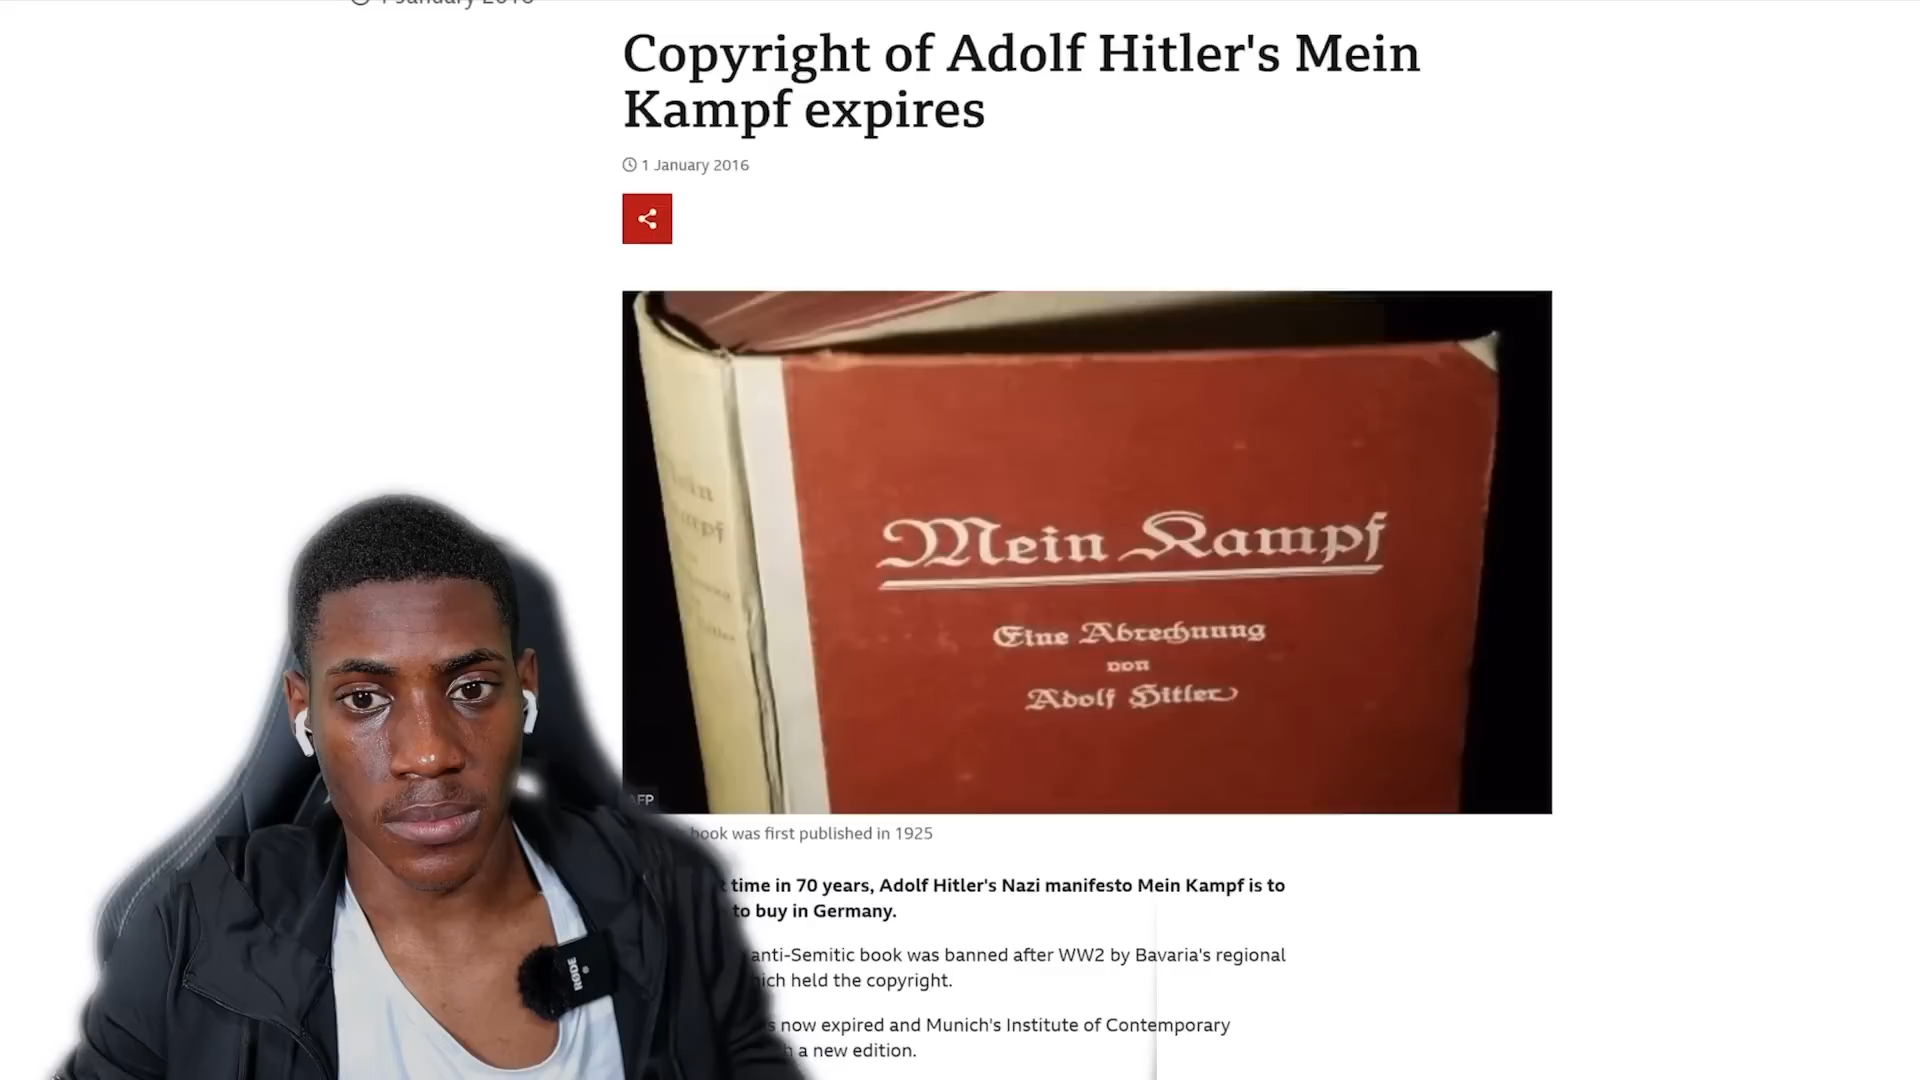 Copyright of Adolf Hitler's Mein
Kampf expires
1 January 2016
Mein Kampf
Eine Abrechnung
von
Adolf Hitler
AFP
book was first published in 1925
time in 70 years, Adolf Hitler's Nazi manifesto Mein Kampf is to
to buy in Germany.
anti-Semitic book was banned after WW2 by Bavaria's regional
held the copyright.
now expired and Munich's Institute of Contemporary
a new edition.
RØDE